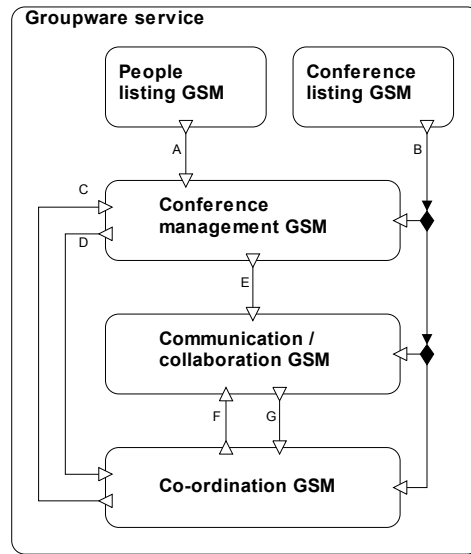 Groupware service
People
listing GSM
Conference
listing GSM
A
B
C
Conference
management GSM
D
E
Communication /
collaboration GSM
F
G
Co-ordination GSM